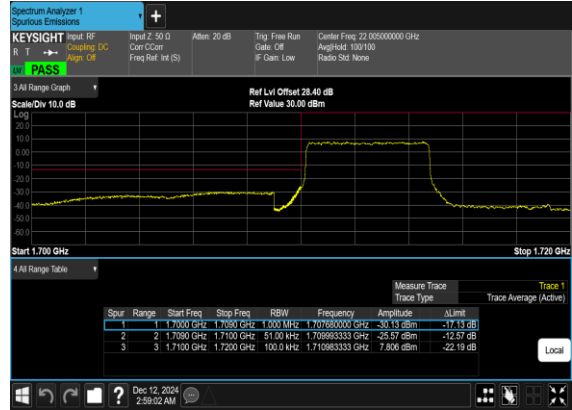 Spectrum Analyzer 1
Spurious Emissions
+
KEYSIGHT Input: RF Input Z: 50 Ω Atten: 20 dB Trig: Free Run Center Freq: 22.005000000 GHz
R T Coupling: DC Corr CCorr Gate: Off Avg|Hold: 100/100
Align: Off Freq Ref: Int (S) IF Gain: Low Radio Std: None
PASS
3 All Range Graph
Ref Lvl Offset 28.40 dB
Scale/Div 10.0 dB Ref Value 30.00 dBm
Log
20.0
10.0
0.00
-10.0
-20.0
-30.0
-40.0
-50.0
-60.0
Start 1.700 GHz Stop 1.720 GHz
4 All Range Table
Measure Trace Trace 1
Trace Type Trace Average (Active)
Spur Range Start Freq Stop Freq RBW Frequency Amplitude ΔLimit
1 1 1.7000 GHz 1.7090 GHz 1.000 MHz 1.707680000 GHz -30.13 dBm -17.13 dB
2 2 1.7090 GHz 1.7100 GHz 51.00 kHz 1.709993333 GHz -25.57 dBm -12.57 dB
3 3 1.7100 GHz 1.7200 GHz 100.0 kHz 1.710983333 GHz 7.806 dBm -22.19 dB
Local
? Dec 12, 2024
2:59:02 AM